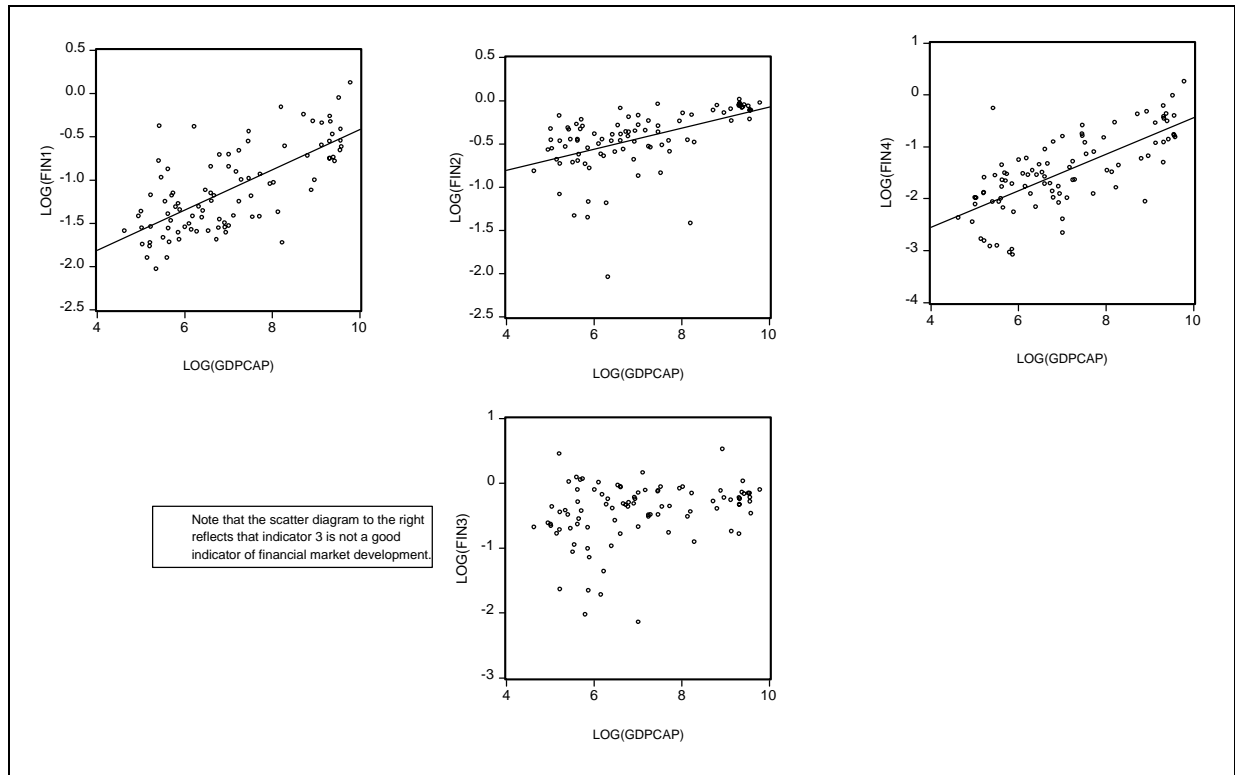 0.5
0.0
-0.5
-1.0
-1.5
-2.0
-2.5
4 6 8 10
LOG(FIN1)
LOG(GDPCAP)
0.5
0.0
-0.5
-1.0
-1.5
-2.0
-2.5
4 6 8 10
LOG(FIN2)
LOG(GDPCAP)
1
0
-1
-2
-3
-4
4 6 8 10
LOG(FIN4)
LOG(GDPCAP)
Note that the scatter diagram to the right
reflects that indicator 3 is not a good
indicator of financial market development.
1
0
-1
-2
-3
4 6 8 10
LOG(FIN3)
LOG(GDPCAP)